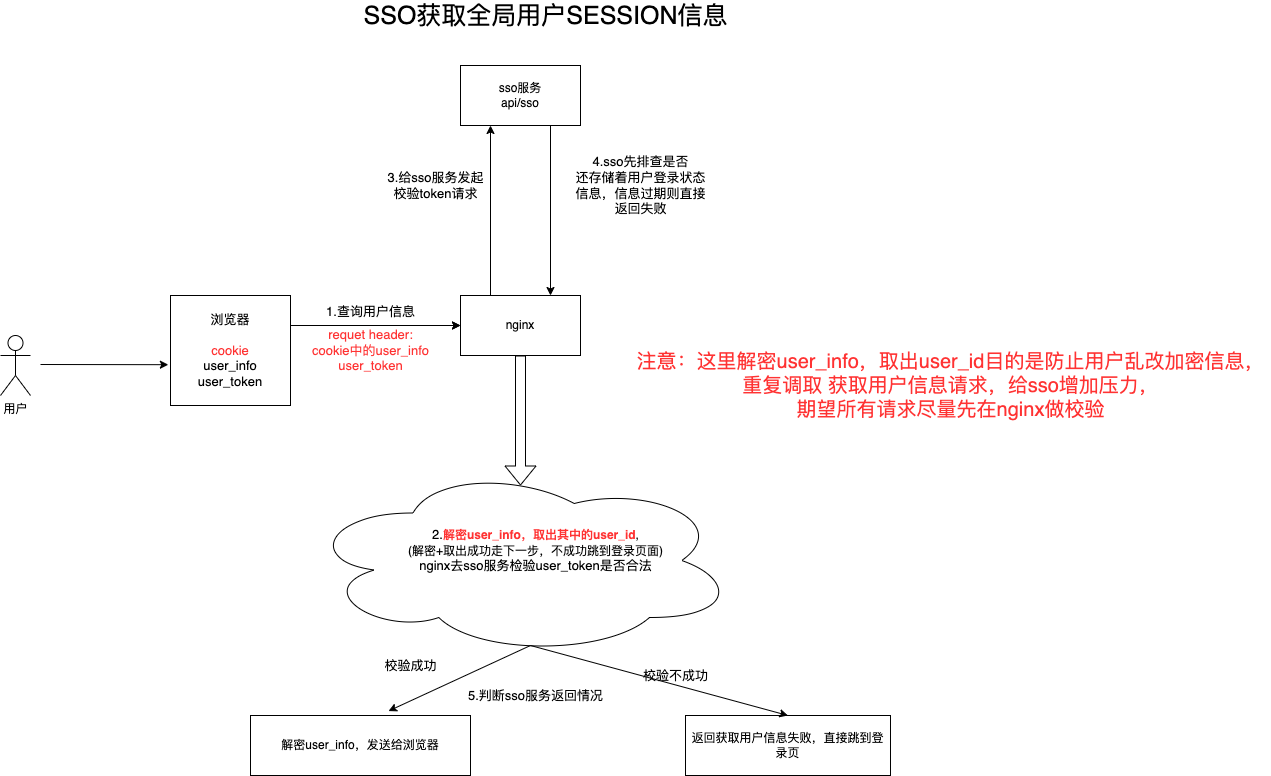 SSO获取全局用户SESSION信息
sso服务
api/sso
3.给sso服务发起
校验token请求
4.sso先排查是否
还存储着用户登录状态
信息，信息过期则直接
返回失败
浏览器
cookie
user_info
user_token
1.查询用户信息
requet header:
cookie中的user_info
user_token
nginx
用户
注意：这里解密user_info，取出user_id目的是防止用户乱改加密信息，
重复调取 获取用户信息请求，给sso增加压力，
期望所有请求尽量先在nginx做校验
2.解密user_info，取出其中的user_id,
(解密+取出成功走下一步，不成功跳到登录页面)
nginx去sso服务检验user_token是否合法
校验成功
校验不成功
5.判断sso服务返回情况
解密user_info，发送给浏览器
返回获取用户信息失败，直接跳到登
录页